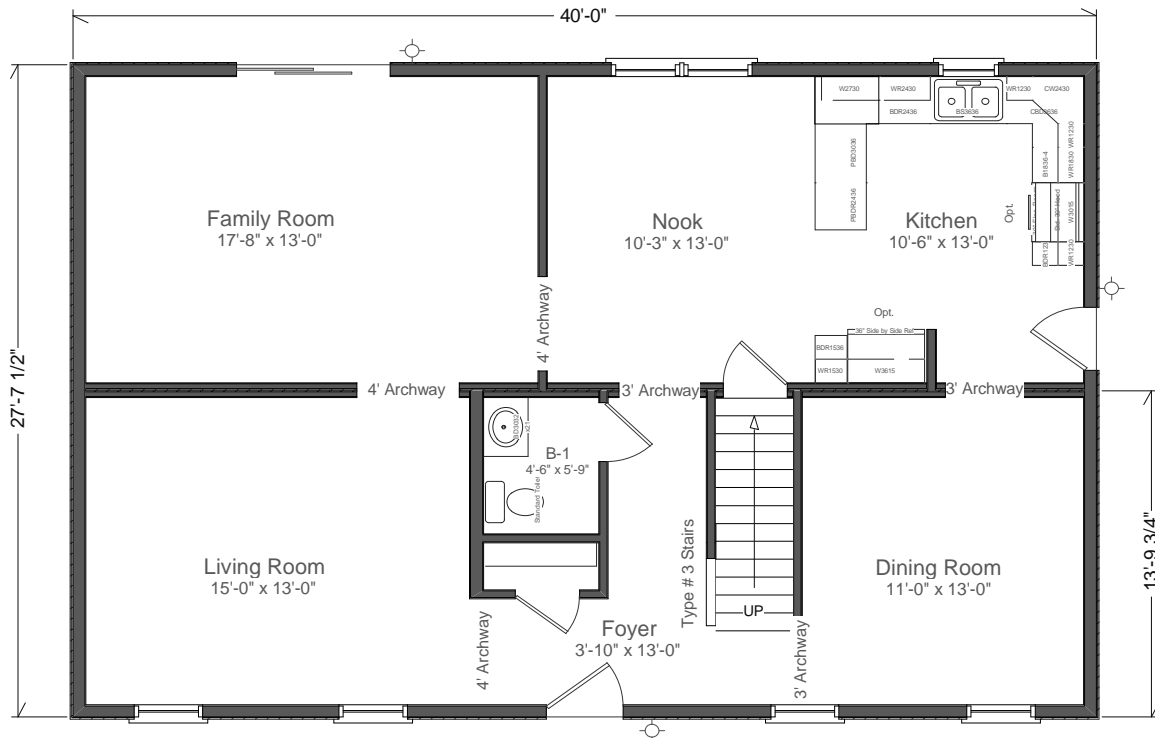 40'-0"
W2730
WR2430
WR1230
CW2430
BDR2436
BS3636
WR1230
WR1830
B1836-4
PBD3036
PBDR2436
Family Room
17'-8" x 13'-0"
Nook
10'-3" x 13'-0"
Kitchen
10'-6" x 13'-0"
Opt.
W3015
WR1230
4' Archway
Opt.
36" Side by Side Ref
BDR1536
WR1530
W3615
27'-7 1/2"
4' Archway
3' Archway
3' Archway
BD3032
x21
B-1
4'-6" x 5'-9"
Standard Toilet
Type # 3 Stairs
13'-9 3/4"
Living Room
15'-0" x 13'-0"
Dining Room
11'-0" x 13'-0"
UP
Foyer
3'-10" x 13'-0"
4' Archway
3' Archway